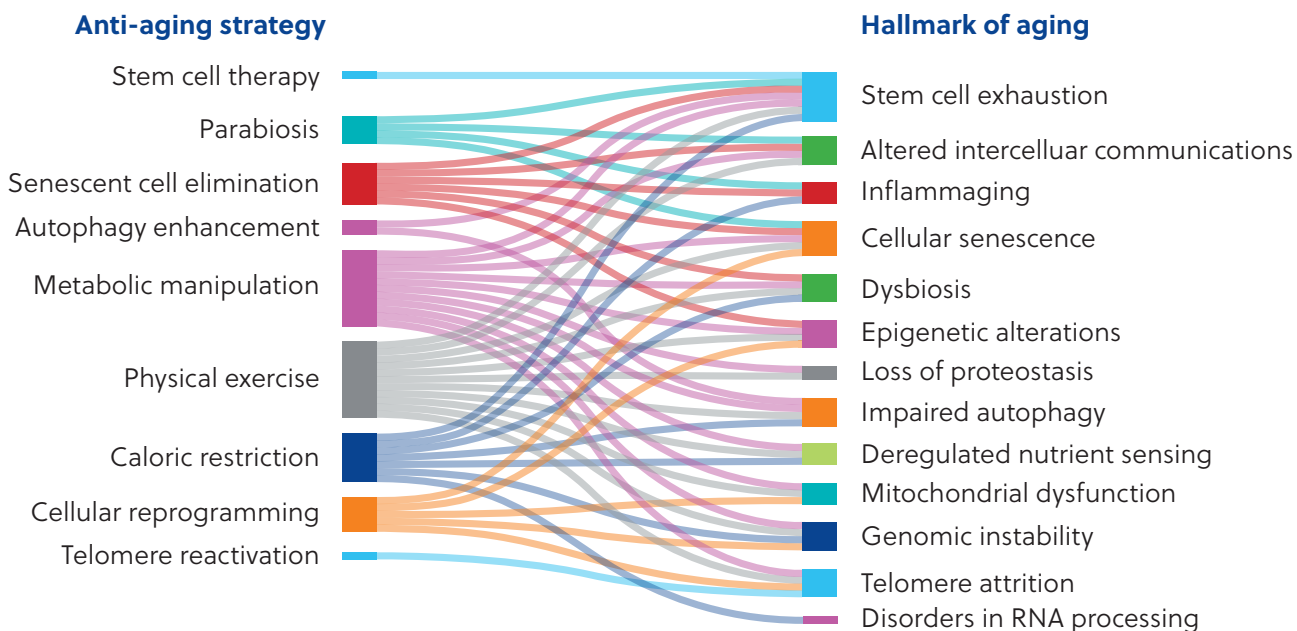 Anti-aging strategy
Stem cell therapy
Parabiosis
Senescent cell elimination
Autophagy enhancement
Metabolic manipulation
Physical exercise
Caloric restriction
Cellular reprogramming
Telomere reactivation
Hallmark of aging
Stem cell exhaustion
Altered intercelluar communications
Inflammaging
Cellular senescence
Dysbiosis
Epigenetic alterations
Loss of proteostasis
Impaired autophagy
Deregulated nutrient sensing
Mitochondrial dysfunction
Genomic instability
Telomere attrition
Disorders in RNA processing